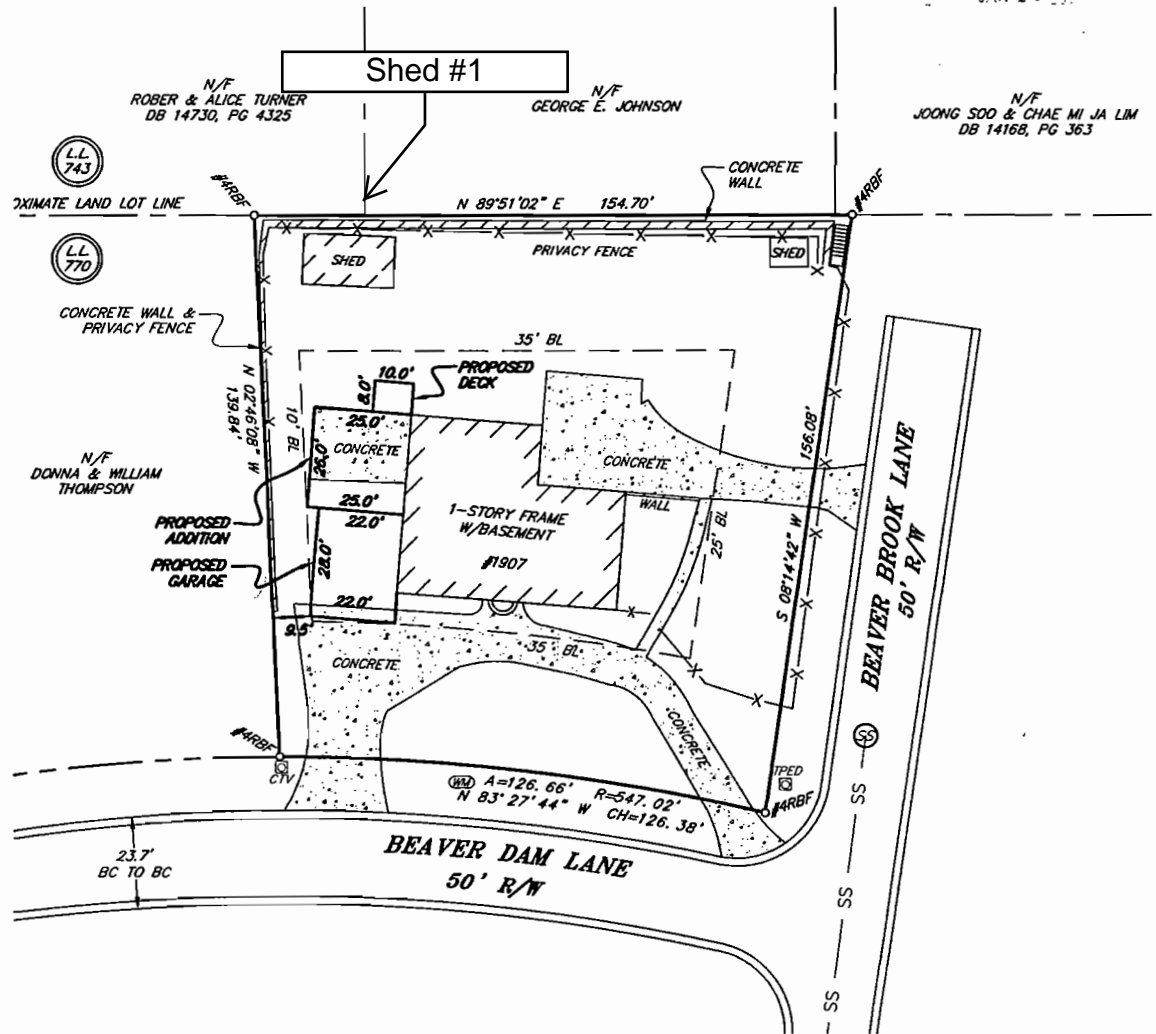 Shed #1
N/F
ROBER & ALICE TURNER
DB 14730, PG 4325
N/F
GEORGE E. JOHNSON
N/F
JOONG SOO & CHAE MI JA LIM
DB 14168, PG 363
L.L.
743
#4RBF
CONCRETE
WALL
#4RBF
OXIMATE LAND LOT LINE
N 89°51'02" E 154.70'
L.L.
770
SHED
PRIVACY FENCE
SHED
CONCRETE WALL &
PRIVACY FENCE
35' BL
10.0'
PROPOSED
DECK
8.0'
N 02°46'08" W
139.84'
10' BL
25.0'
CONCRETE
26.0'
CONCRETE
156.08'
N/F
DONNA & WILLIAM
THOMPSON
25.0'
22.0'
WALL
PROPOSED
ADDITION
1-STORY FRAME
W/BASEMENT
#1907
25' BL
S 08°14'42" W
BEAVER BROOK LANE
50' R/W
PROPOSED
GARAGE
28.0'
22.0'
9.5'
35' BL
CONCRETE
CONCRETE
#4RBF
CTV
SS
WM A=126.66' R=547.02'
N 83°27'44" W CH=126.38'
TPED
#4RBF
SS
23.7'
BC TO BC
BEAVER DAM LANE
50' R/W
SS
SS